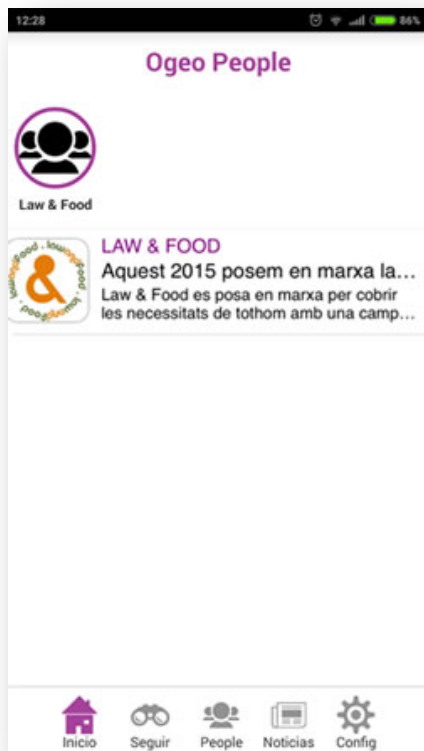 12:28
86%
Ogeo People
Law & Food
LAW & FOOD
Aquest 2015 posem en marxa la...
Law & Food es posa en marxa per cobrir
les necessitats de tothom amb una camp...
Inicio
Seguir
People
Noticias
Config